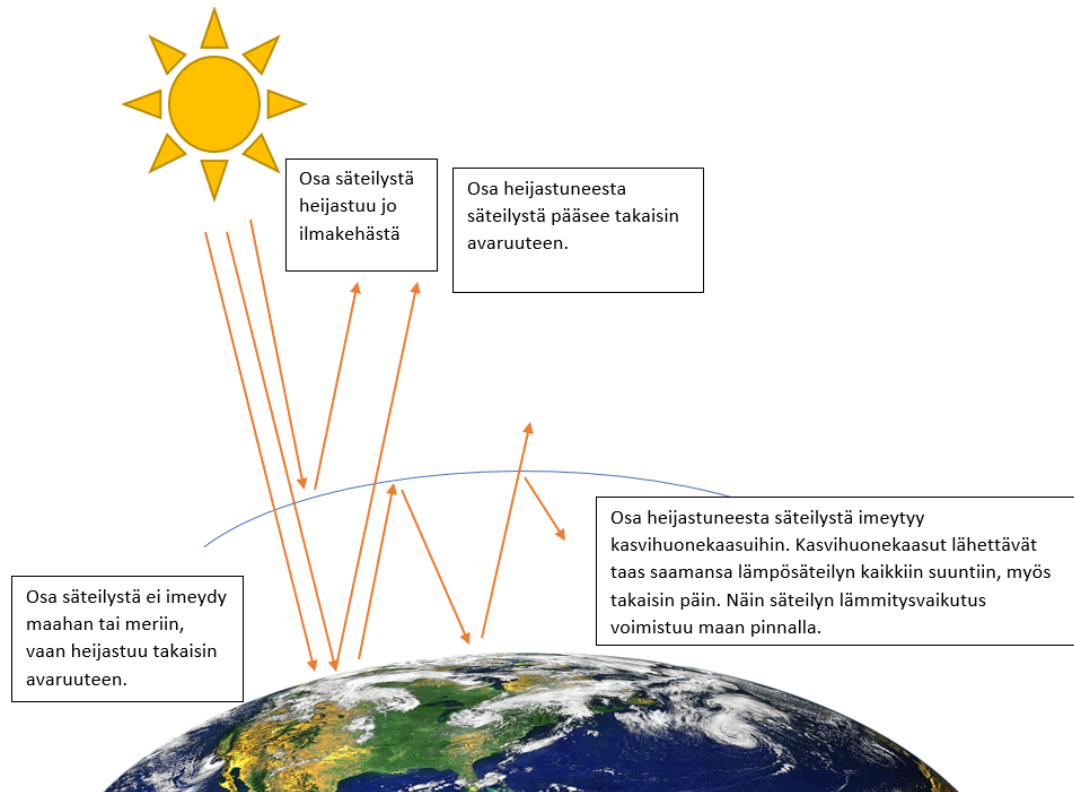 Osa säteilystä
heijastuu jo
ilmakehästä
Osa heijastuneesta
säteilystä pääsee takaisin
avaruuteen.
Osa heijastuneesta säteilystä imeytyy
kasvihuonekaasuihin. Kasvihuonekaasut lähettävät
taas saamansa lämpösäteilyn kaikkiin suuntiin, myös
takaisin päin. Näin säteilyn lämmitysvaikutus
voimistuu maan pinnalla.
Osa säteilystä ei imeydy
maahan tai meriin,
vaan heijastuu takaisin
avaruuteen.